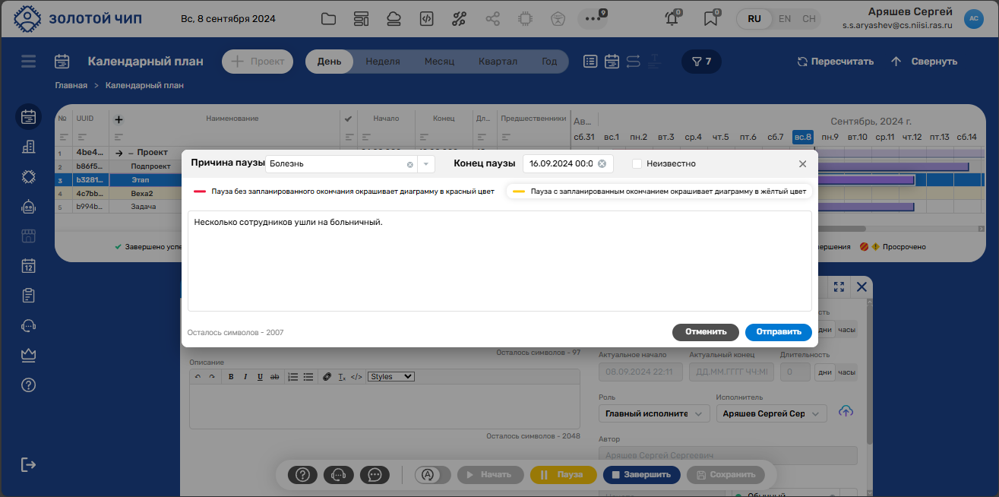 ЗОЛОТОЙ ЧИП
Вс, 8 сентября 2024
9
0
0
RU EN CH
Аряшев Сергей
s.s.aryashev@cs.niisi.ras.ru
АС
Календарный план
Проект
День Неделя Месяц Квартал Год
7
Пересчитать
Свернуть
Главная > Календарный план
№ UUID Наименование Начало Конец Дл... Предшественники Ав... Сентябрь, 2024 г.
сб.31 вс.1 пн.2 вт.3 ср.4 чт.5 пт.6 сб.7 вс.8 пн.9 вт.10 ср.11 чт.12 пт.13 сб.14
1 4be4... – Проект
2 b86f5... Подпроект
3 b3281... Этап
4 4c7bb... Веха2
5 b994b... Задача
Завершено успе
ершения
Просрочено
12
Причина паузы Болезнь
Конец паузы 16.09.2024 00:0
Неизвестно
Пауза без запланированного окончания окрашивает диаграмму в красный цвет
Пауза с запланированным окончанием окрашивает диаграмму в жёлтый цвет
Несколько сотрудников ушли на больничный.
Осталось символов - 2007
Отменить Отправить
сть
дни часы
Осталось символов - 97
Описание
B I U ab Tx </> Styles
Осталось символов - 2048
Актуальное начало Актуальный конец Длительность
08.09.2024 22:11 ДД.ММ.ГГГГ ЧЧ:МІ 0 дни часы
Роль Исполнитель
Главный исполните Аряшев Сергей Сер
Автор
Аряшев Сергей Сергеевич
Начать Пауза Завершить Сохранить
Обычный